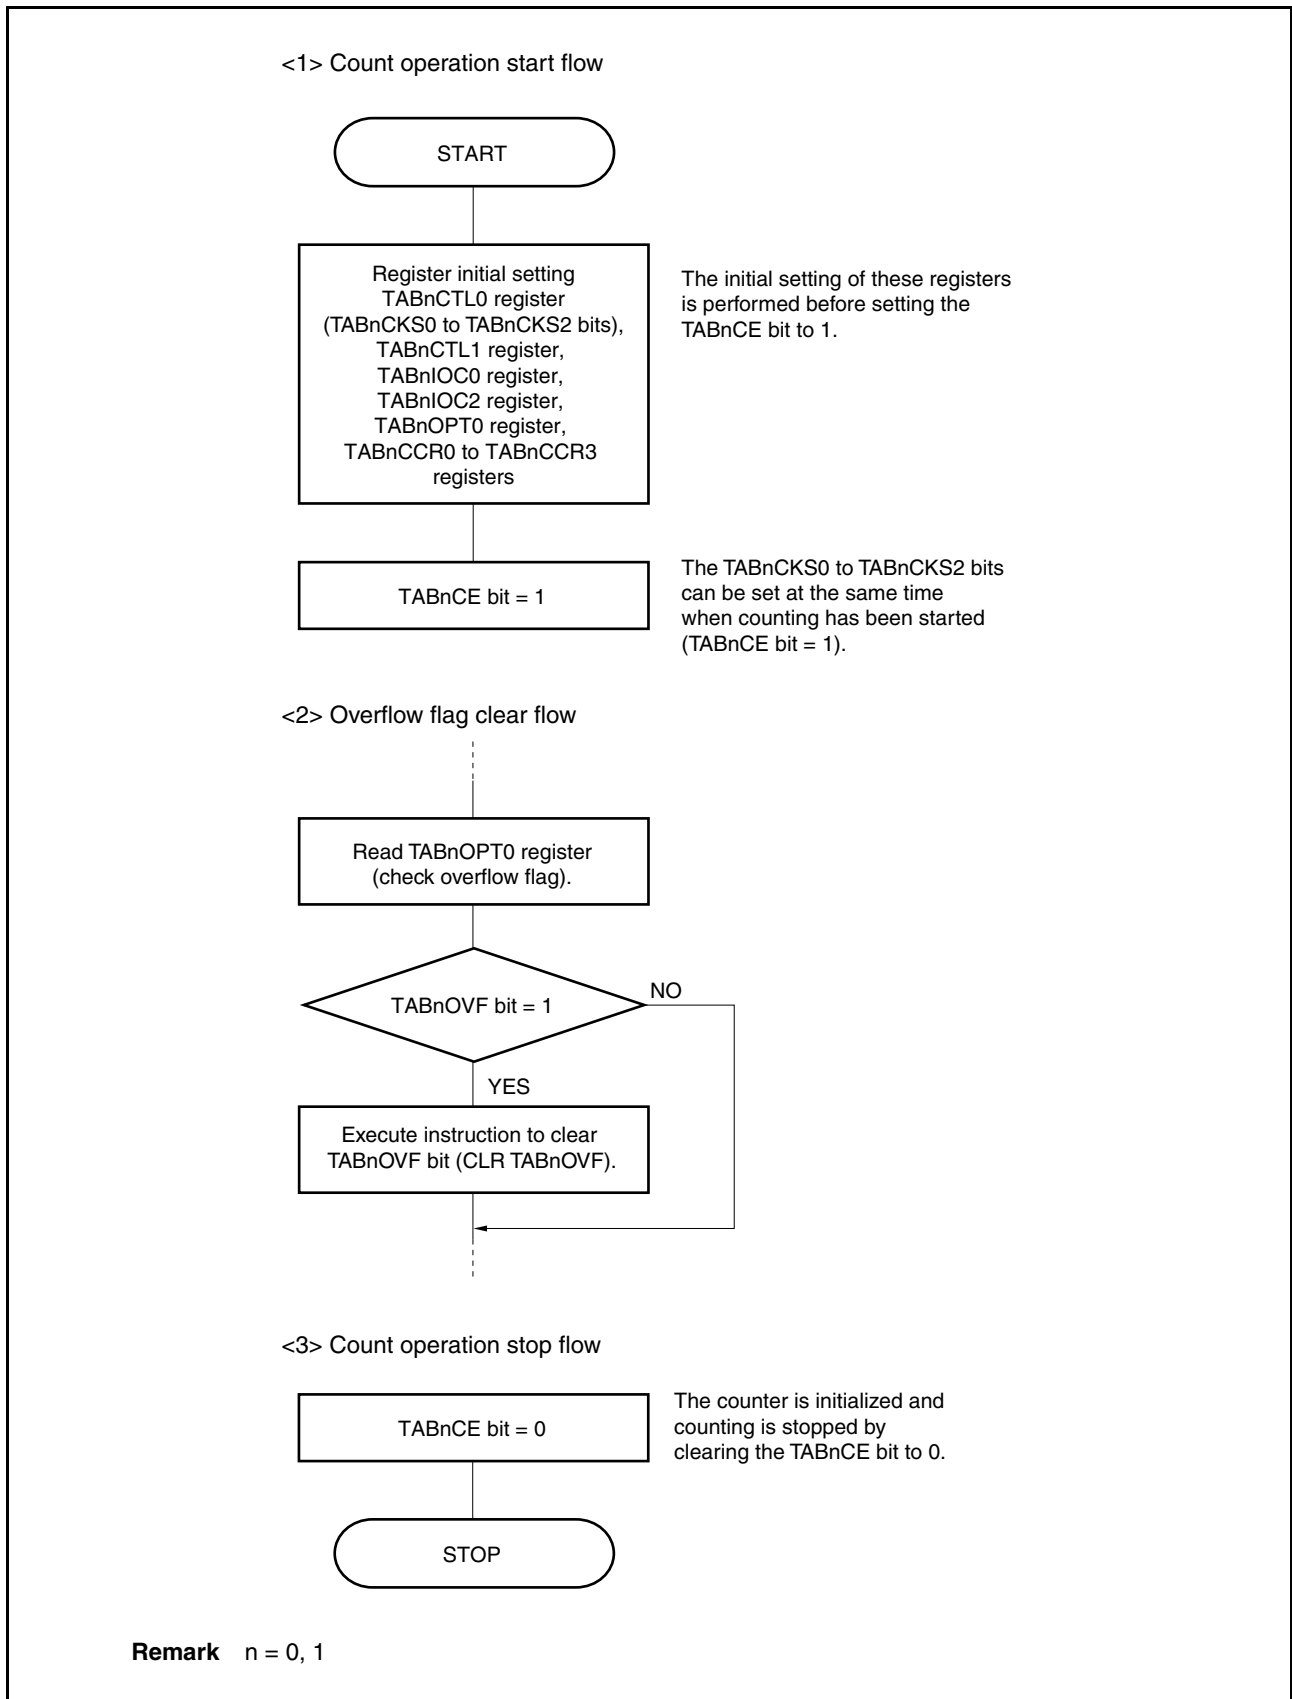 <1> Count operation start flow
START
Register initial setting
TABnCTL0 register
(TABnCKS0 to TABnCKS2 bits),
TABnCTL1 register,
TABnIOC0 register,
TABnIOC2 register,
TABnOPT0 register,
TABnCCR0 to TABnCCR3
registers
The initial setting of these registers
is performed before setting the
TABnCE bit to 1.
TABnCE bit = 1
The TABnCKS0 to TABnCKS2 bits
can be set at the same time
when counting has been started
(TABnCE bit = 1).
<2> Overflow flag clear flow
Read TABnOPT0 register
(check overflow flag).
TABnOVF bit = 1
NO
YES
Execute instruction to clear
TABnOVF bit (CLR TABnOVF).
<3> Count operation stop flow
TABnCE bit = 0
The counter is initialized and
counting is stopped by
clearing the TABnCE bit to 0.
STOP
Remark n = 0, 1